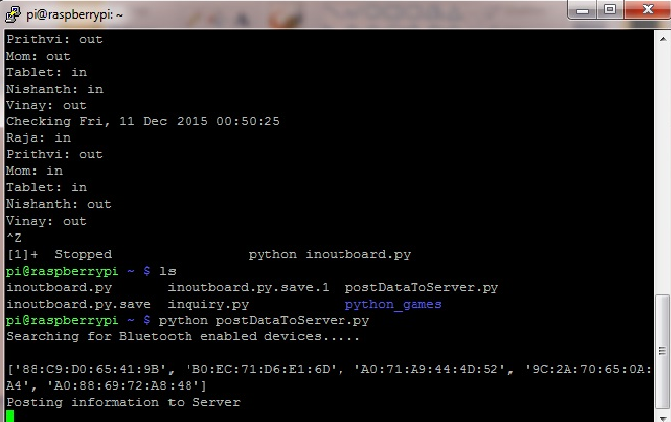 pi@raspberrypi: ~
Prithvi: out
Mom: out
Tablet: in
Nishanth: in
Vinay: out
Checking Fri, 11 Dec 2015 00:50:25
Raja: in
Prithvi: out
Mom: in
Tablet: in
Nishanth: out
Vinay: out
^Z
[1]+  Stopped                 python inoutboard.py
pi@raspberrypi ~ $ ls
inoutboard.py       inoutboard.py.save.1  postDataToServer.py
inoutboard.py.save  inquiry.py            python_games
pi@raspberrypi ~ $ python postDataToServer.py
Searching for Bluetooth enabled devices.....
['88:C9:D0:65:41:9B', 'B0:EC:71:D6:E1:6D', 'A0:71:A9:44:4D:52', '9C:2A:70:65:0A:
A4', 'A0:88:69:72:A8:48']
Posting information to Server